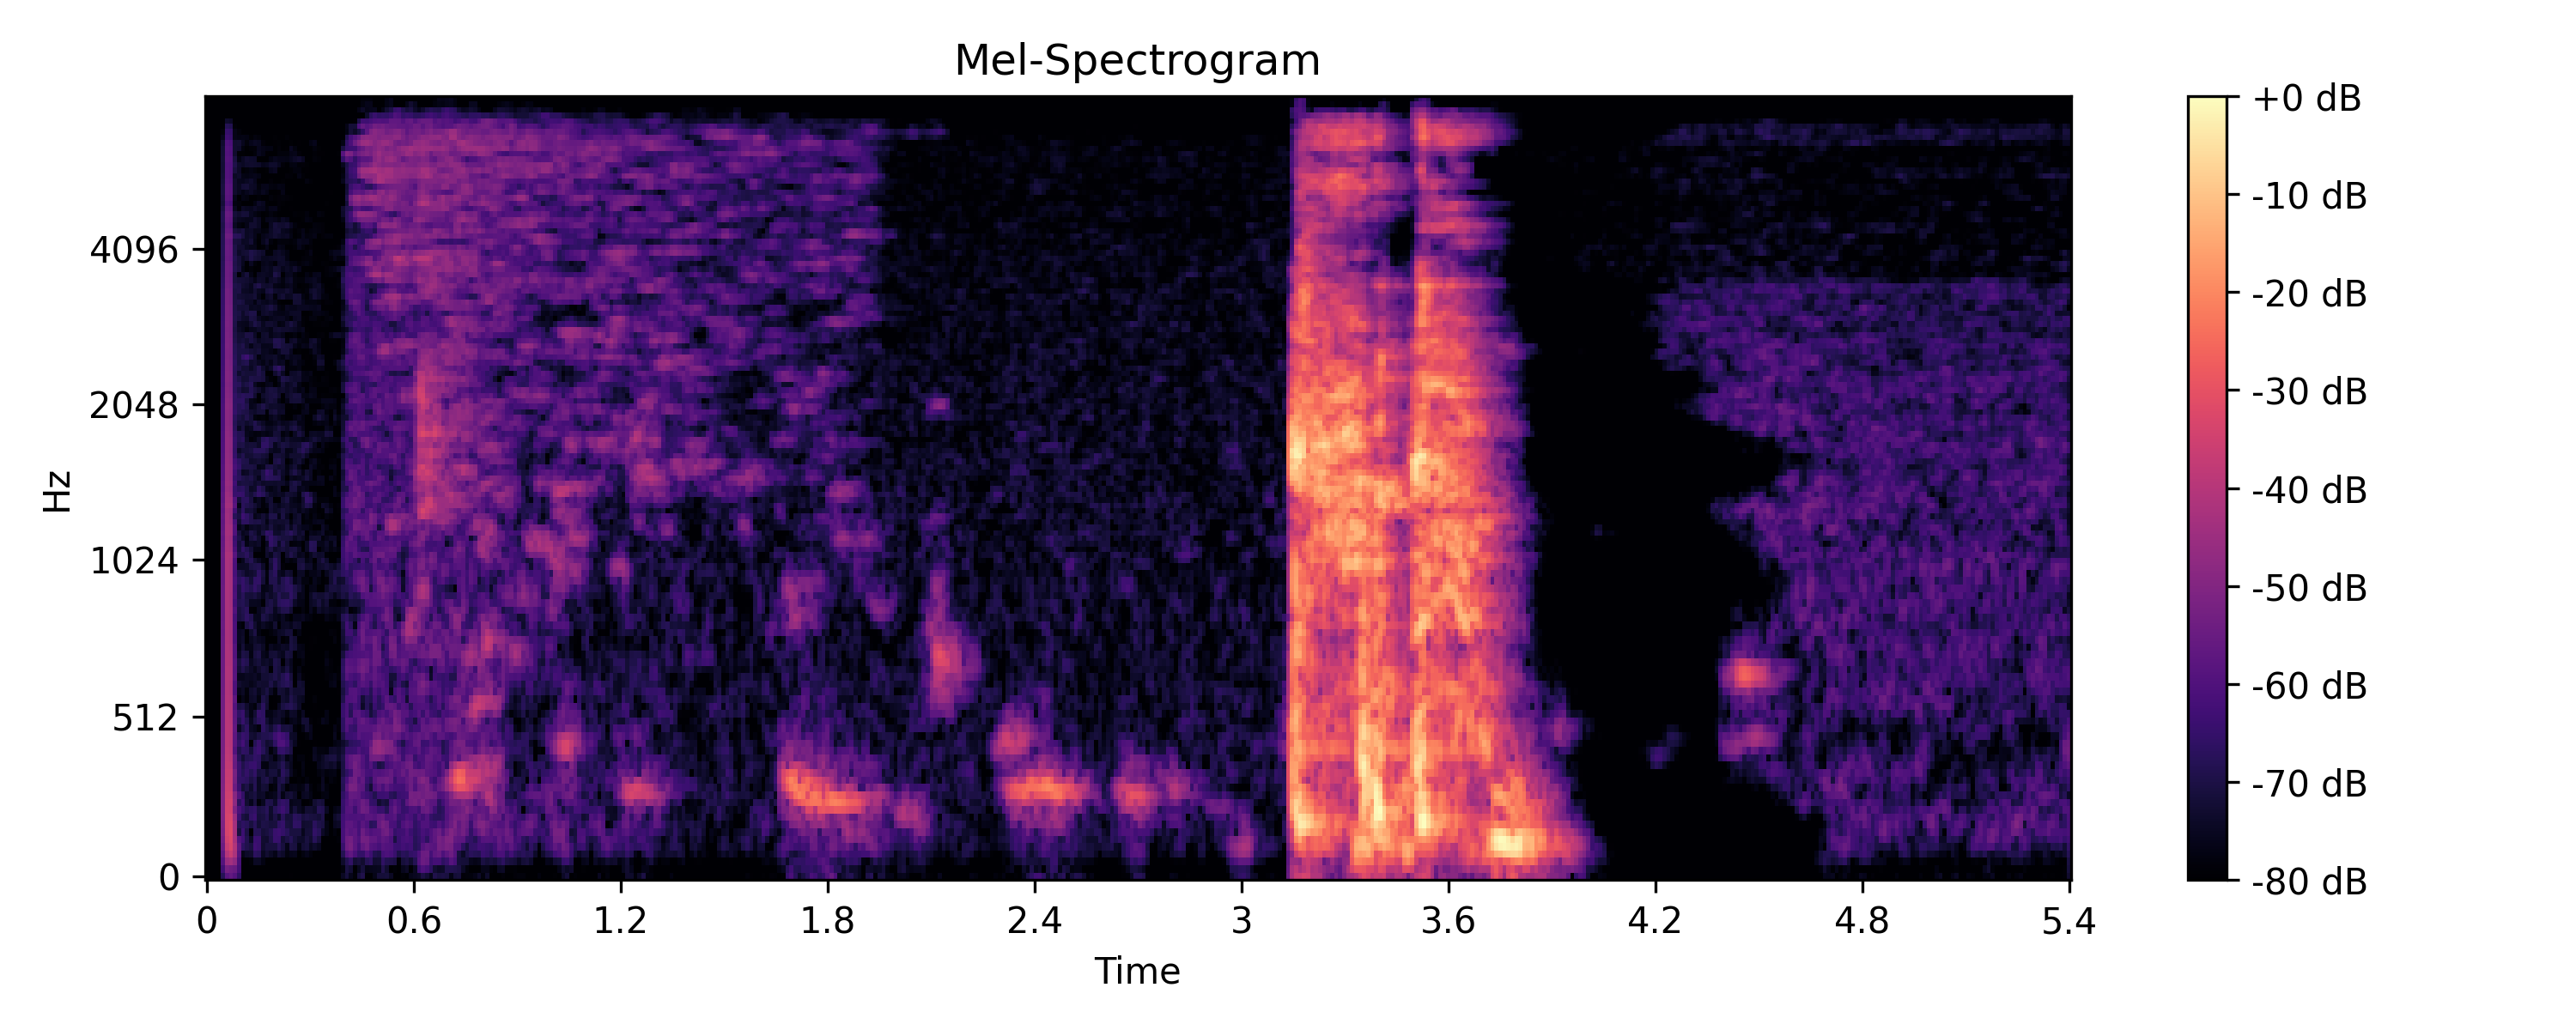 Mel-Spectrogram
+0 dB
-10 dB
-20 dB
-30 dB
-40 dB
-50 dB
-60 dB
-70 dB
-80 dB
4096
2048
1024
512
0
Hz
0 0.6 1.2 1.8 2.4 3 3.6 4.2 4.8 5.4
Time